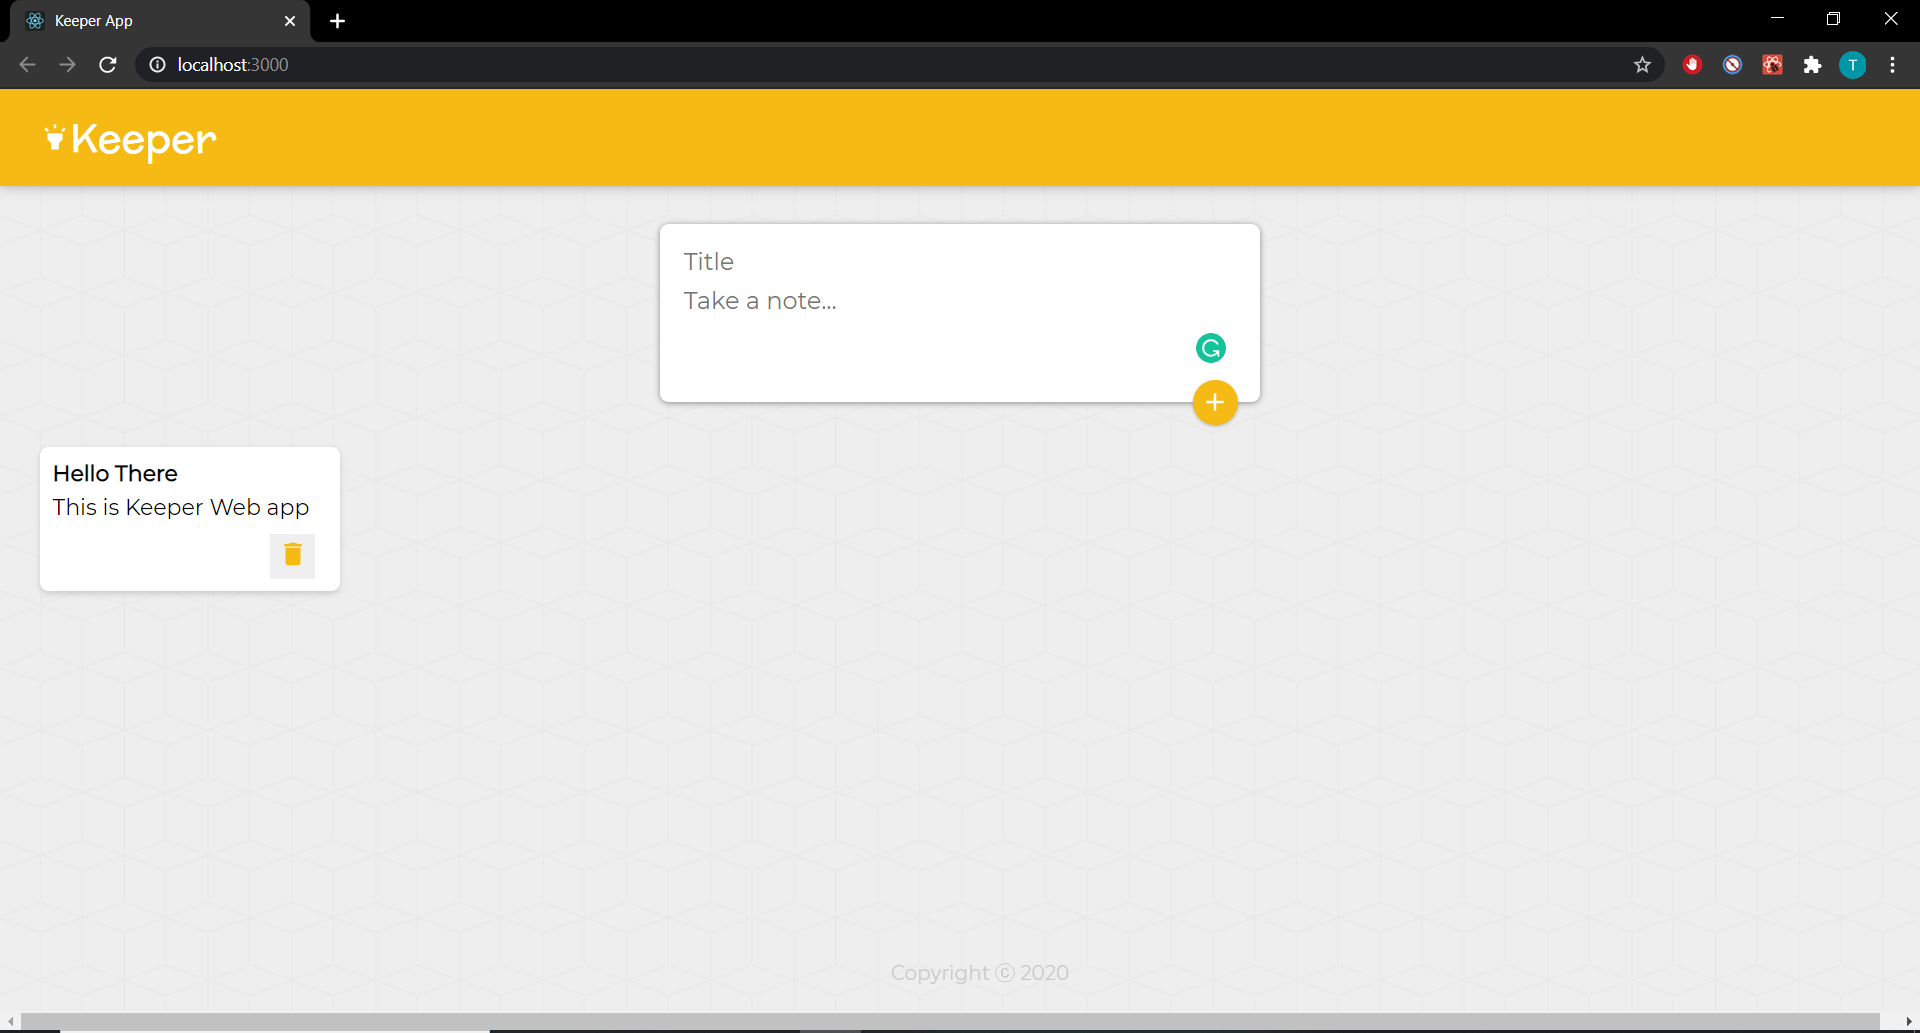 Keeper App
localhost:3000
T
Keeper
Title
Take a note...
Hello There
This is Keeper Web app
Copyright ⓒ 2020